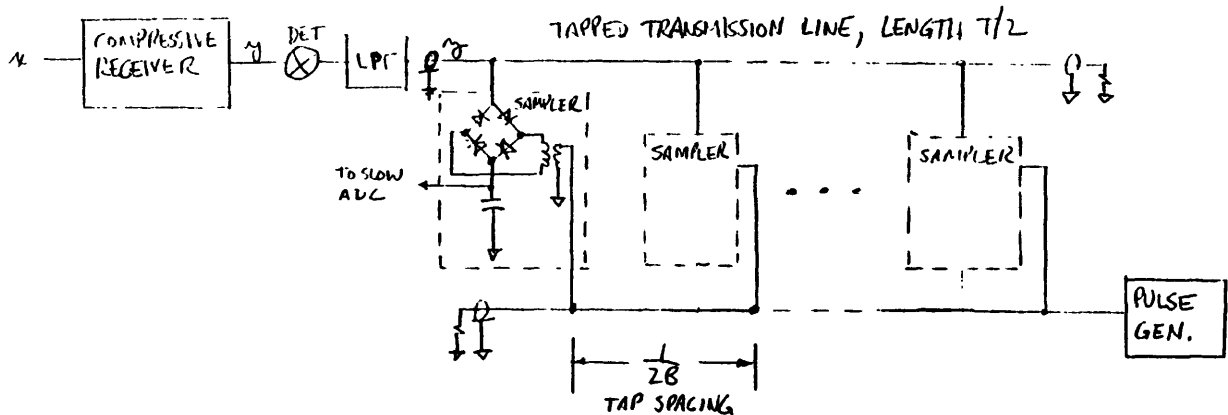 TAPPED TRANSMISSION LINE, LENGTH T/2
COMPRESSIVE
RECEIVER
x
y
DET
LPF
z
SAMPLER
TO SLOW
ADC
SAMPLER
SAMPLER
PULSE
GEN.
1/2B
TAP SPACING